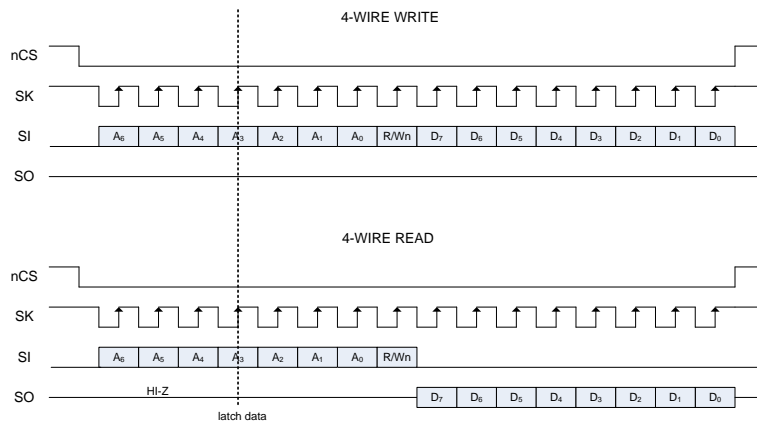 4-WIRE WRITE
nCS
SK
SI A6 A5 A4 A3 A2 A1 A0 R/Wn D7 D6 D5 D4 D3 D2 D1 D0
SO
4-WIRE READ
nCS
SK
SI A6 A5 A4 A3 A2 A1 A0 R/Wn
SO HI-Z D7 D6 D5 D4 D3 D2 D1 D0
latch data